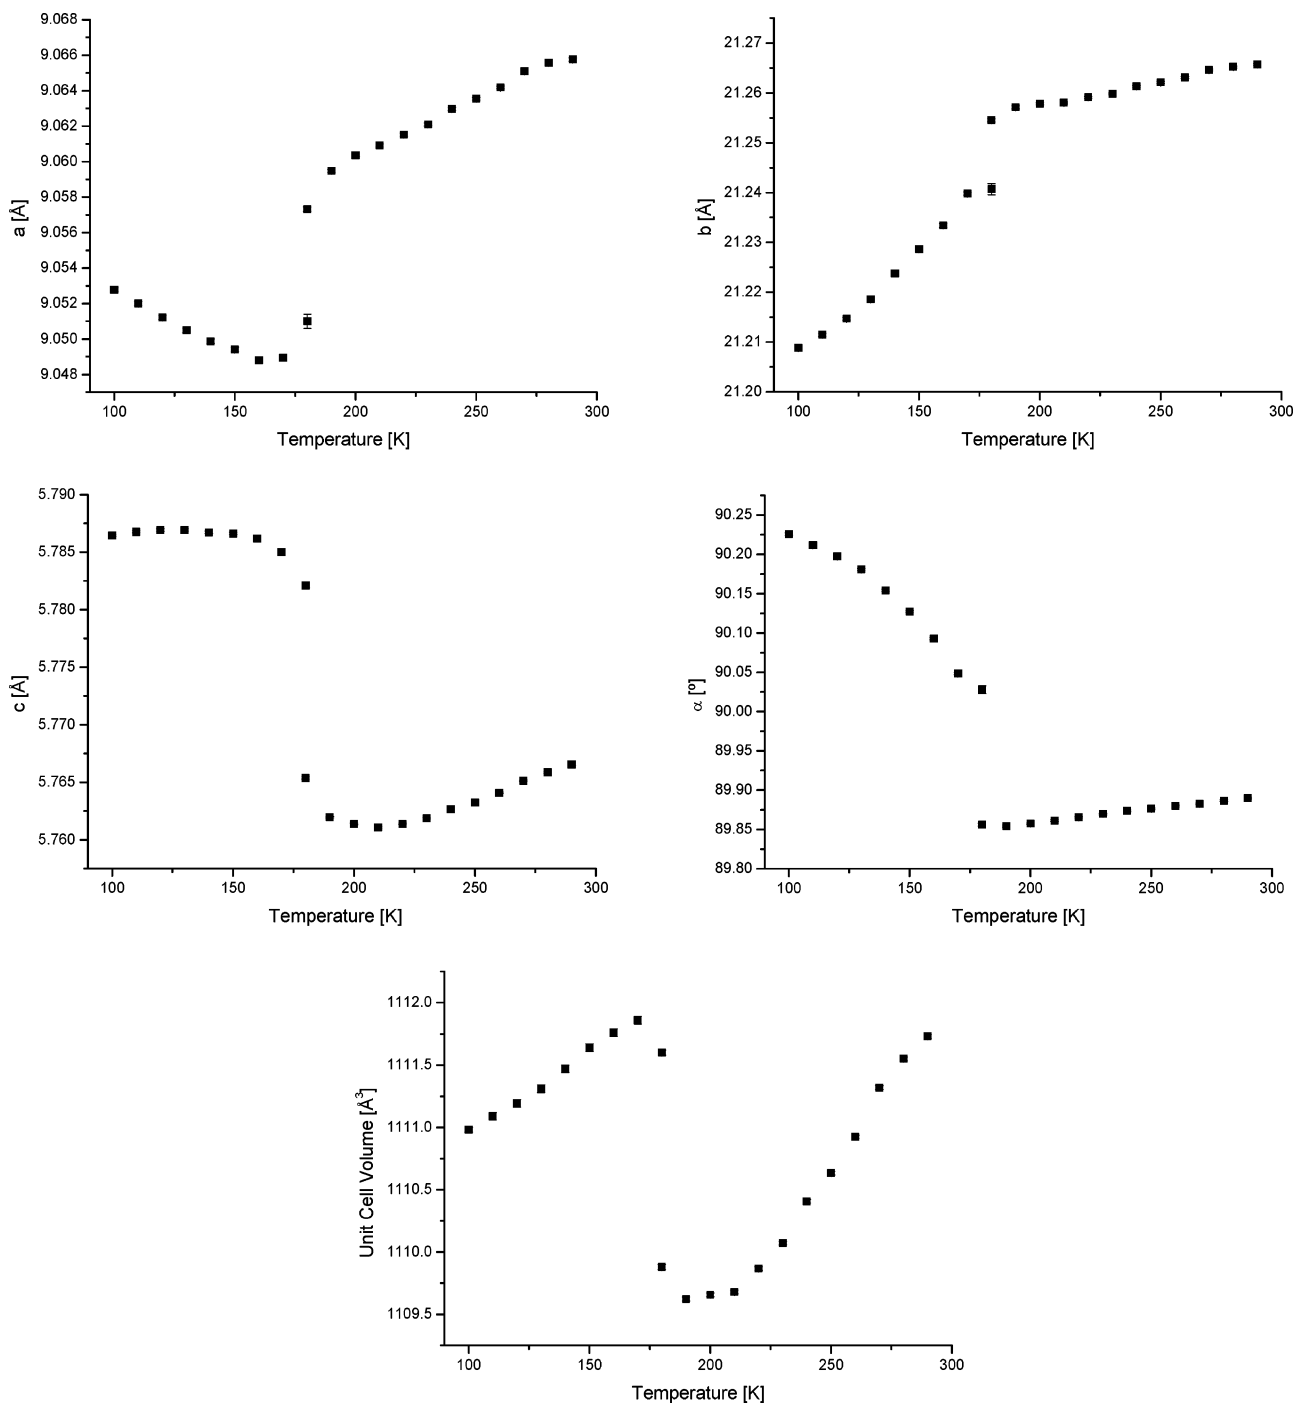 9.068
9.066
9.064
9.062
9.060
9.058
9.056
9.054
9.052
9.050
9.048
a [Å]
100 150 200 250 300
Temperature [K]
21.27
21.26
21.25
21.24
21.23
21.22
21.21
21.20
b [Å]
100 150 200 250 300
Temperature [K]
5.790
5.785
5.780
5.775
5.770
5.765
5.760
c [Å]
100 150 200 250 300
Temperature [K]
90.25
90.20
90.15
90.10
90.05
90.00
89.95
89.90
89.85
89.80
α [º]
100 150 200 250 300
Temperature [K]
1112.0
1111.5
1111.0
1110.5
1110.0
1109.5
Unit Cell Volume [Å³]
100 150 200 250 300
Temperature [K]